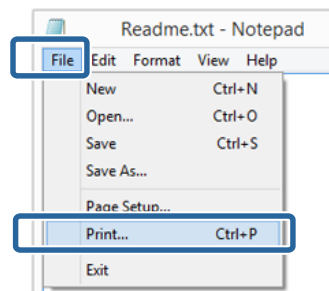 Readme.txt - Notepad
File Edit Format View Help
New Ctrl+N
Open... Ctrl+O
Save Ctrl+S
Save As...
Page Setup...
Print... Ctrl+P
Exit